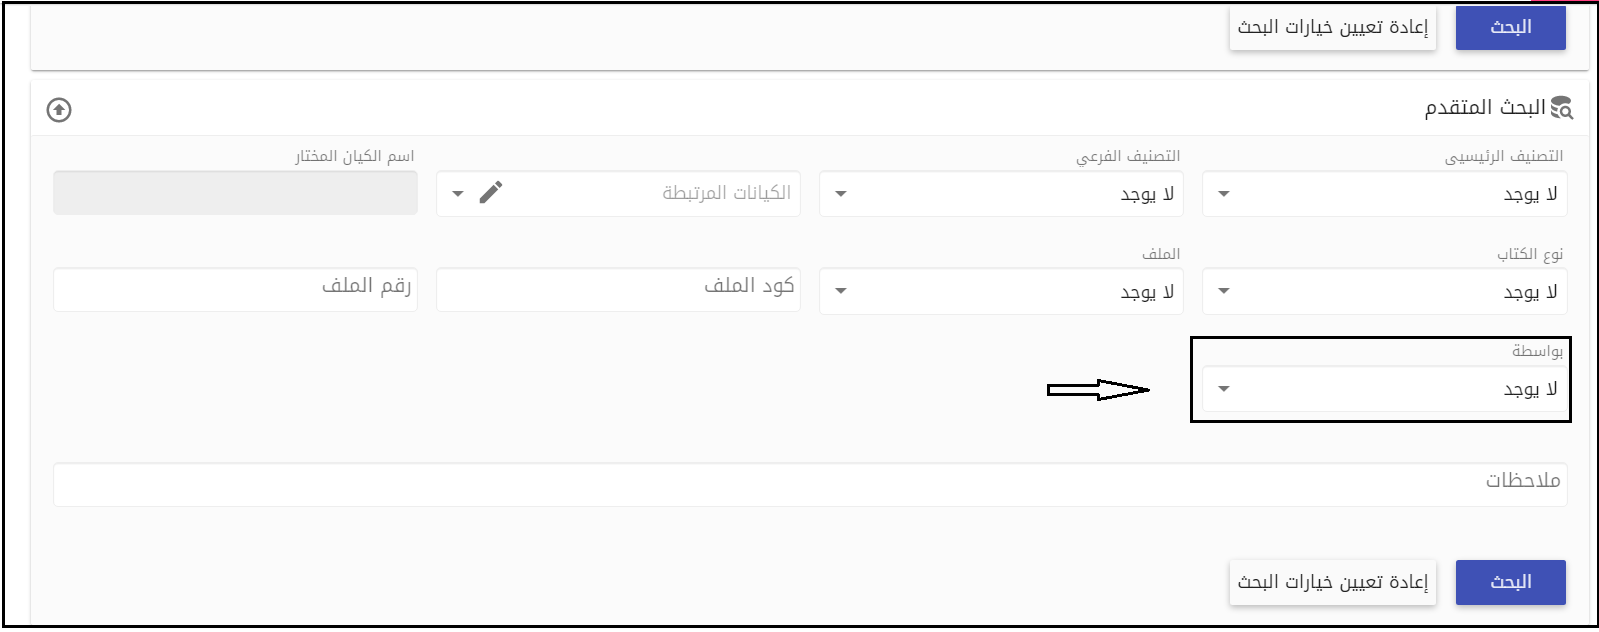 البحث
إعادة تعيين خيارات البحث
البحث المتقدم
التصنيف الرئيسيى
التصنيف الفرعي
اسم الكيان المختار
لا يوجد
لا يوجد
الكيانات المرتبطة
نوع الكتاب
الملف
لا يوجد
لا يوجد
كود الملف
رقم الملف
بواسطة
لا يوجد
ملاحظات
البحث
إعادة تعيين خيارات البحث